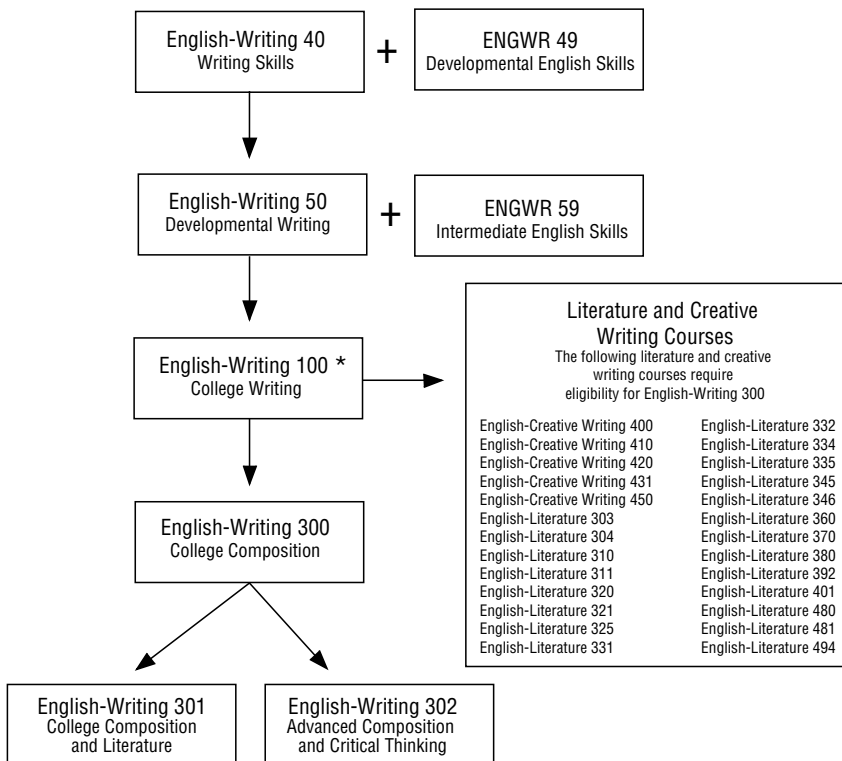 English-Writing 40
Writing Skills
+
ENGWR 49
Developmental English Skills
English-Writing 50
Developmental Writing
+
ENGWR 59
Intermediate English Skills
English-Writing 100 *
College Writing
Literature and Creative
Writing Courses
The following literature and creative
writing courses require
eligibility for English-Writing 300
English-Creative Writing 400
English-Creative Writing 410
English-Creative Writing 420
English-Creative Writing 431
English-Creative Writing 450
English-Literature 303
English-Literature 304
English-Literature 310
English-Literature 311
English-Literature 320
English-Literature 321
English-Literature 325
English-Literature 331
English-Literature 332
English-Literature 334
English-Literature 335
English-Literature 345
English-Literature 346
English-Literature 360
English-Literature 370
English-Literature 380
English-Literature 392
English-Literature 401
English-Literature 480
English-Literature 481
English-Literature 494
English-Writing 300
College Composition
English-Writing 301
College Composition
and Literature
English-Writing 302
Advanced Composition
and Critical Thinking